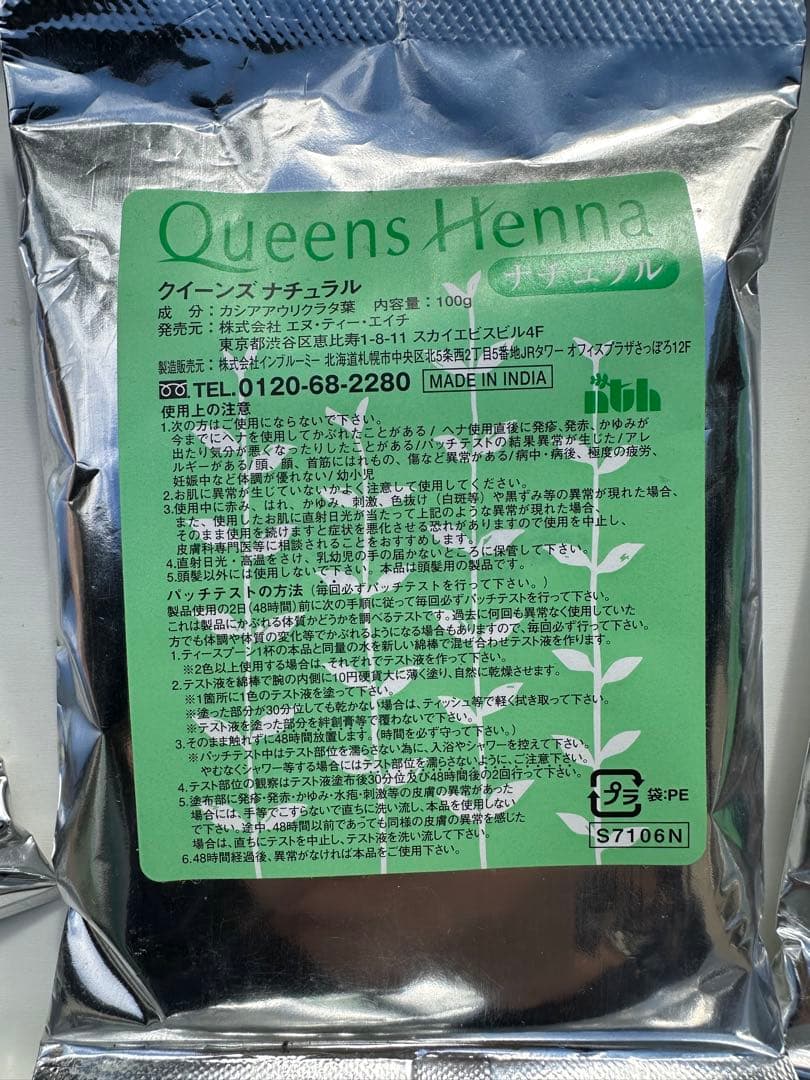 Queens Henna
ナチュラル
クイーンズ ナチュラル
成 分：カシアアウリクラタ葉 内容量：100g
発売元：株式会社 エヌ・ティー・エイチ
東京都渋谷区恵比寿1-8-11 スカイエビスビル4F
製造販売元：株式会社インブルーミー 北海道札幌市中央区北5条西2丁目5番地JRタワー オフィスプラザさっぽろ12F
TEL.0120-68-2280 MADE IN INDIA
nth
使用上の注意
1.次の方はご使用にならないで下さい。
今までにヘナを使用してかぶれたことがある/ ヘナ使用直後に発疹、発赤、かゆみが
出たり気分が悪くなったりしたことがある/パッチテストの結果異常が生じた/アレ
ルギーがある/頭、顔、首筋にはれもの、傷など異常がある/病中・病後、極度の疲労、
妊娠中など体調が優れない/ 幼小児
2.お肌に異常が生じていないかよく注意して使用してください。
3.使用中に赤み、はれ、かゆみ、刺激、色抜け（白斑等）や黒ずみ等の異常が現れた場合、
また、使用したお肌に直射日光が当たって上記のような異常が現れた場合、
そのまま使用を続けますと症状を悪化させる恐れがありますので使用を中止し、
皮膚科専門医等に相談されることをおすすめします。
4.直射日光・高温をさけ、乳幼児の手の届かないところに保管して下さい。
5.頭髪以外には使用しないで下さい。本品は頭髪用の製品です。
パッチテストの方法（毎回必ずパッチテストを行って下さい。）
製品使用の2日（48時間）前に次の手順に従って毎回必ずパッチテストを行って下さい。
これは製品にかぶれる体質かどうかを調べるテストです。過去に何回も異常なく使用していた
方でも体調や体質の変化等でかぶれるようになる場合もありますので、毎回必ず行って下さい。
1.ティースプーン1杯の本品と同量の水を新しい綿棒で混ぜ合わせテスト液を作ります。
※2色以上使用する場合は、それぞれでテスト液を作って下さい。
2.テスト液を綿棒で腕の内側に10円硬貨大に薄く塗り、自然に乾燥させます。
※1箇所に1色のテスト液を塗って下さい。
※塗った部分が30分位しても乾かない場合は、ティッシュ等で軽く拭き取って下さい。
※テスト液を塗った部分を絆創膏等で覆わないで下さい。
3.そのまま触れずに48時間放置します。（時間を必ず守って下さい。）
※パッチテスト中はテスト部位を濡らさない為に、入浴やシャワーを控えて下さい。
やむなくシャワー等する場合にはテスト部位を濡らさないように、ご注意下さい。
4.テスト部位の観察はテスト液塗布後30分位及び48時間後の2回行って下さい。
5.塗布部に発疹・発赤・かゆみ・水疱・刺激等の皮膚の異常があった
場合には、手等でこすらないで直ちに洗い流し、本品を使用しない
で下さい。途中、48時間以前であっても同様の皮膚の異常を感じた
場合は、直ちにテストを中止し、テスト液を洗い流して下さい。
6.48時間経過後、異常がなければ本品をご使用下さい。
プラ 袋:PE
S7106N